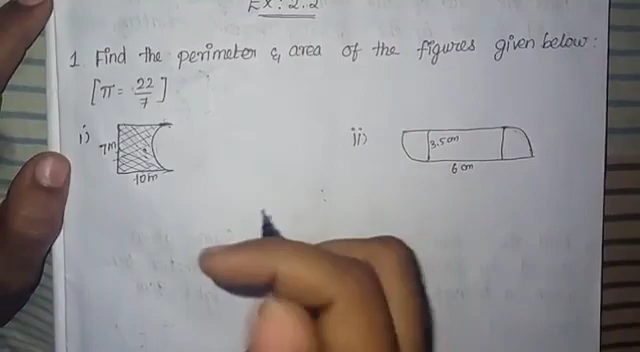 Ex: 2.2
1 Find the perimeter & area of the figures given below:
[π = 22/7]
i) ii)
7m 3.5cm
10m 6cm